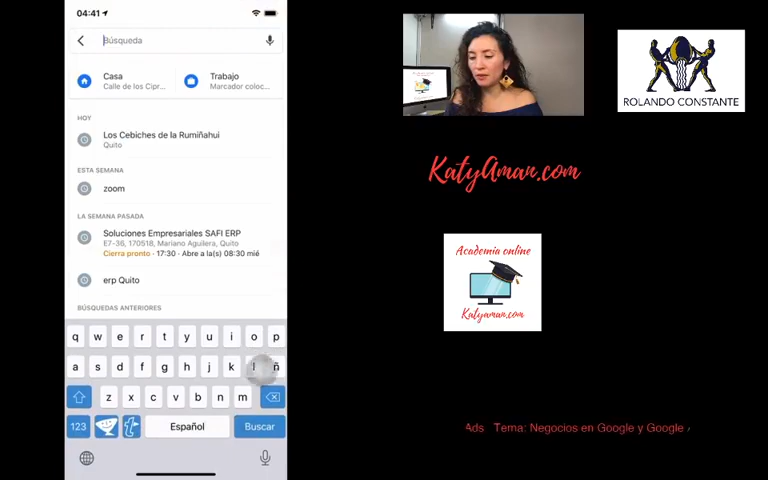 04:41
Búsqueda
Casa
Calle de los Cipr...
Trabajo
Marcador coloc...
HOY
Los Cebiches de la Rumiñahui
Quito
ESTA SEMANA
zoom
LA SEMANA PASADA
Soluciones Empresariales SAFI ERP
E7-36, 170518, Mariano Aguilera, Quito
Cierra pronto · 17:30 · Abre a la(s) 08:30 mié
erp Quito
BÚSQUEDAS ANTERIORES
q w e r t y u i o p
a s d f g h j k l ñ
z x c v b n m
123 Español Buscar
ROLANDO CONSTANTE
KatyAman.com
Academia online
Katyaman.com
Ads Tema: Negocios en Google y Google